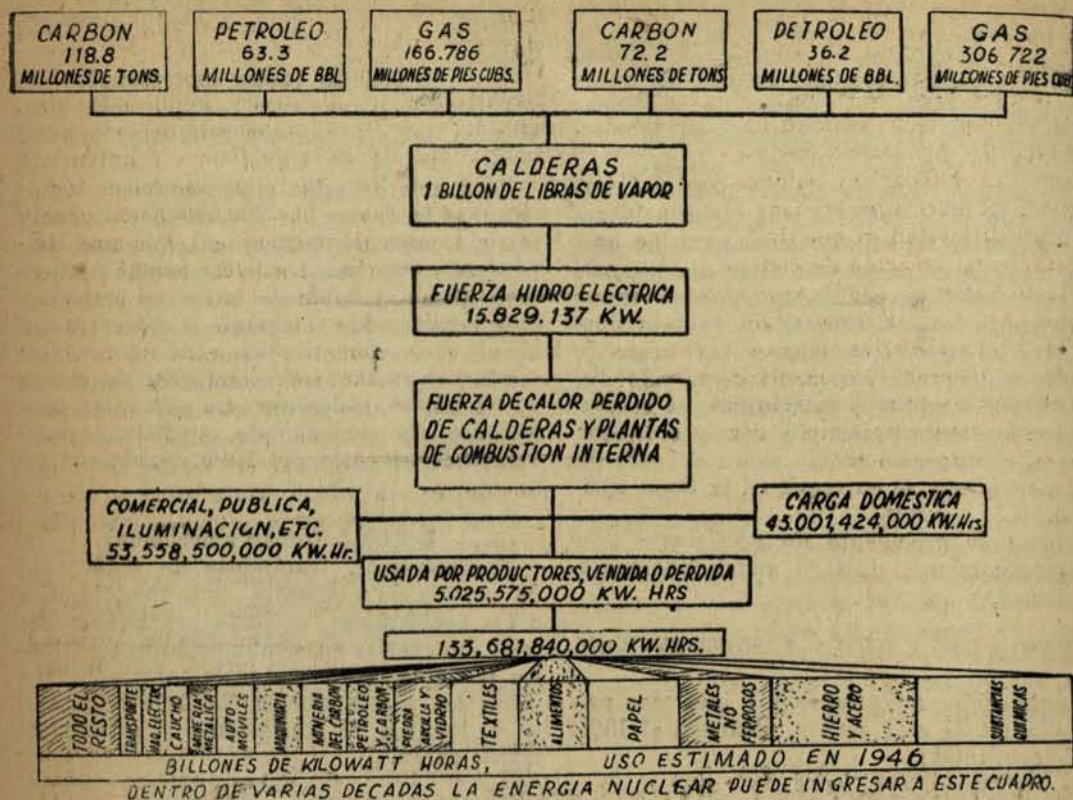 CARBON
118.8
MILLONES DE TONS.
PETROLEO
63.3
MILLONES DE BBL.
GAS
166.786
MILLONES DE PIES CUBS.
CARBON
72.2
MILLONES DE TONS
PETROLEO
36.2
MILLONES DE BBL.
GAS
306 722
MILLONES DE PIES CUBS
CALDERAS
1 BILLON DE LIBRAS DE VAPOR
FUERZA HIDRO ELECTRICA
15.829.137 KW.
FUERZA DE CALOR PERDIDO
DE CALDERAS Y PLANTAS
DE COMBUSTION INTERNA
COMERCIAL, PUBLICA,
ILUMINACION, ETC.
53,558,500,000 KW. Hr.
CARGA DOMESTICA
43.001,424,000 KW.Hrs.
USADA POR PRODUCTORES, VENDIDA O PERDIDA
5.025,575,000 KW. HRS
133,681,840,000 KW. HRS.
TODO EL
RESTO
TRANSPORTE
MAQ. ELECTRIC
CAUCHO
MINERIA
METALICA
AUTO
MOVILES
MAQUINARIA
MINERIA
DEL CARBON
PETROLEO
Y CARBON
PIEDRA
ARCILLA Y
VIDRIO
TEXTILES
ALIMENTOS
PAPEL
METALES
NO
FERROSOS
HIERRO
Y ACERO
SUBSTANCIAS
QUIMICAS
BILLONES DE KILOWATT HORAS, USO ESTIMADO EN 1946
DENTRO DE VARIAS DECADAS LA ENERGIA NUCLEAR PUEDE INGRESAR A ESTE CUADRO.